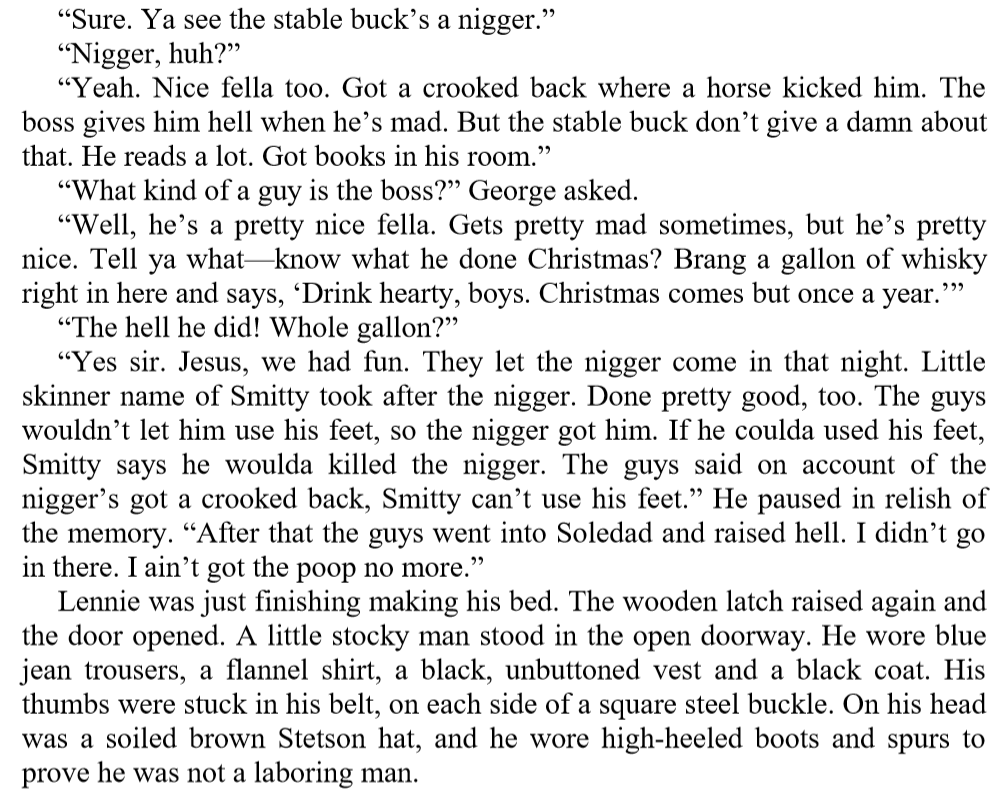 “Sure. Ya see the stable buck’s a nigger.”
“Nigger, huh?”
“Yeah. Nice fella too. Got a crooked back where a horse kicked him. The
boss gives him hell when he’s mad. But the stable buck don’t give a damn about
that. He reads a lot. Got books in his room.”
“What kind of a guy is the boss?” George asked.
“Well, he’s a pretty nice fella. Gets pretty mad sometimes, but he’s pretty
nice. Tell ya what—know what he done Christmas? Brang a gallon of whisky
right in here and says, ‘Drink hearty, boys. Christmas comes but once a year.’”
“The hell he did! Whole gallon?”
“Yes sir. Jesus, we had fun. They let the nigger come in that night. Little
skinner name of Smitty took after the nigger. Done pretty good, too. The guys
wouldn’t let him use his feet, so the nigger got him. If he coulda used his feet,
Smitty says he woulda killed the nigger. The guys said on account of the
nigger’s got a crooked back, Smitty can’t use his feet.” He paused in relish of
the memory. “After that the guys went into Soledad and raised hell. I didn’t go
in there. I ain’t got the poop no more.”
Lennie was just finishing making his bed. The wooden latch raised again and
the door opened. A little stocky man stood in the open doorway. He wore blue
jean trousers, a flannel shirt, a black, unbuttoned vest and a black coat. His
thumbs were stuck in his belt, on each side of a square steel buckle. On his head
was a soiled brown Stetson hat, and he wore high-heeled boots and spurs to
prove he was not a laboring man.